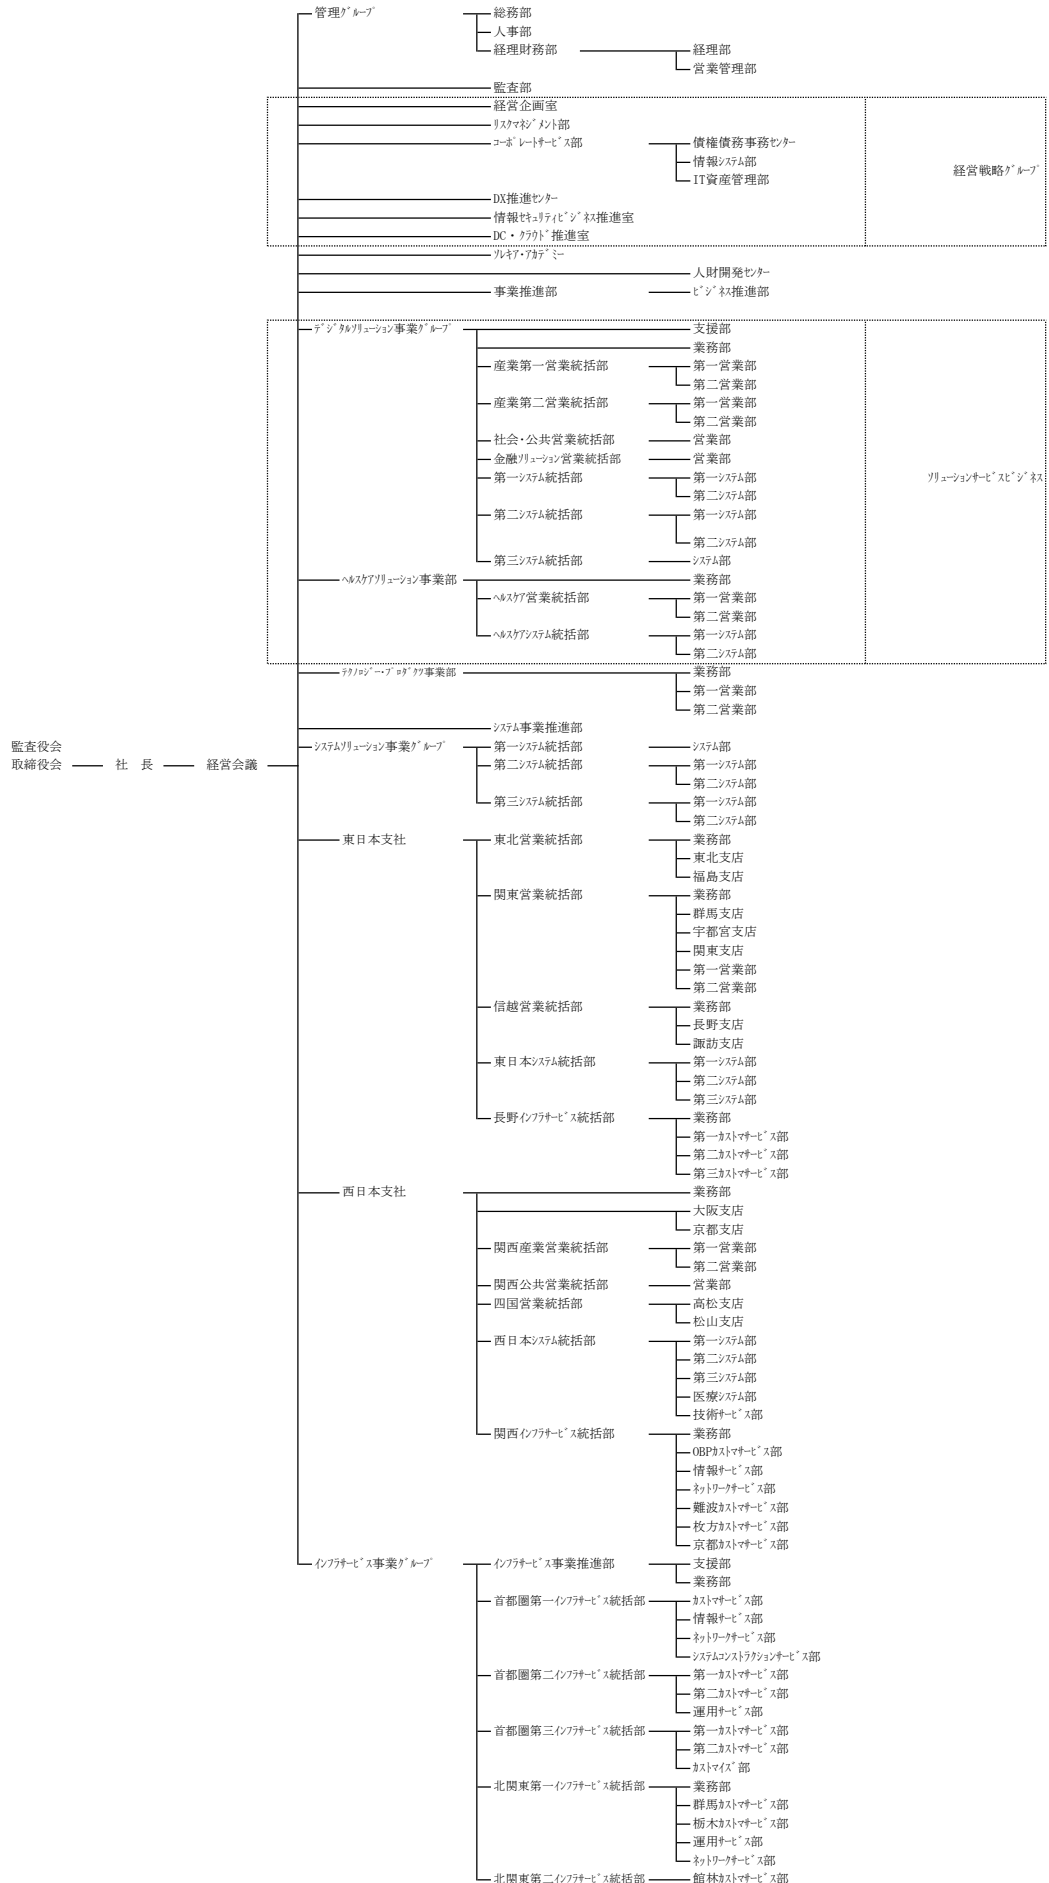 管理グループ 総務部
人事部
経理財務部 経理部
営業管理部
監査部
経営企画室
リスクマネジメント部
コーポレートサービス部 債権債務事務センター
情報システム部
経営戦略グループ
IT資産管理部
DX推進センター
情報セキュリティビジネス推進室
DC・クラウド推進室
ソレキア・アカデミー
人財開発センター
事業推進部 ビジネス推進部
デジタルソリューション事業グループ 支援部
業務部
産業第一営業統括部 第一営業部
第二営業部
産業第二営業統括部 第一営業部
第二営業部
社会・公共営業統括部 営業部
金融ソリューション営業統括部 営業部
第一システム統括部 第一システム部 ソリューションサービスビジネス
第二システム部
第二システム統括部 第一システム部
第二システム部
第三システム統括部 システム部
ヘルスケアソリューション事業部 業務部
ヘルスケア営業統括部 第一営業部
第二営業部
ヘルスケアシステム統括部 第一システム部
第二システム部
テクノロジー・プロダクツ事業部 業務部
第一営業部
第二営業部
システム事業推進部
監査役会 システムソリューション事業グループ 第一システム統括部 システム部
取締役会 社 長 経営会議 第二システム統括部 第一システム部
第二システム部
第三システム統括部 第一システム部
第二システム部
東日本支社 東北営業統括部 業務部
東北支店
福島支店
関東営業統括部 業務部
群馬支店
宇都宮支店
関東支店
第一営業部
第二営業部
信越営業統括部 業務部
長野支店
諏訪支店
東日本システム統括部 第一システム部
第二システム部
第三システム部
長野インフラサービス統括部 業務部
第一カストマサービス部
第二カストマサービス部
第三カストマサービス部
西日本支社 業務部
大阪支店
京都支店
関西産業営業統括部 第一営業部
第二営業部
関西公共営業統括部 営業部
四国営業統括部 高松支店
松山支店
西日本システム統括部 第一システム部
第二システム部
第三システム部
医療システム部
技術サービス部
関西インフラサービス統括部 業務部
OBPカストマサービス部
情報サービス部
ネットワークサービス部
難波カストマサービス部
枚方カストマサービス部
京都カストマサービス部
インフラサービス事業グループ インフラサービス事業推進部 支援部
業務部
首都圏第一インフラサービス統括部 カストマサービス部
情報サービス部
ネットワークサービス部
システムコンストラクションサービス部
首都圏第二インフラサービス統括部 第一カストマサービス部
第二カストマサービス部
運用サービス部
首都圏第三インフラサービス統括部 第一カストマサービス部
第二カストマサービス部
カストマイズ部
北関東第一インフラサービス統括部 業務部
群馬カストマサービス部
栃木カストマサービス部
運用サービス部
ネットワークサービス部
北関東第二インフラサービス統括部 館林カストマサービス部